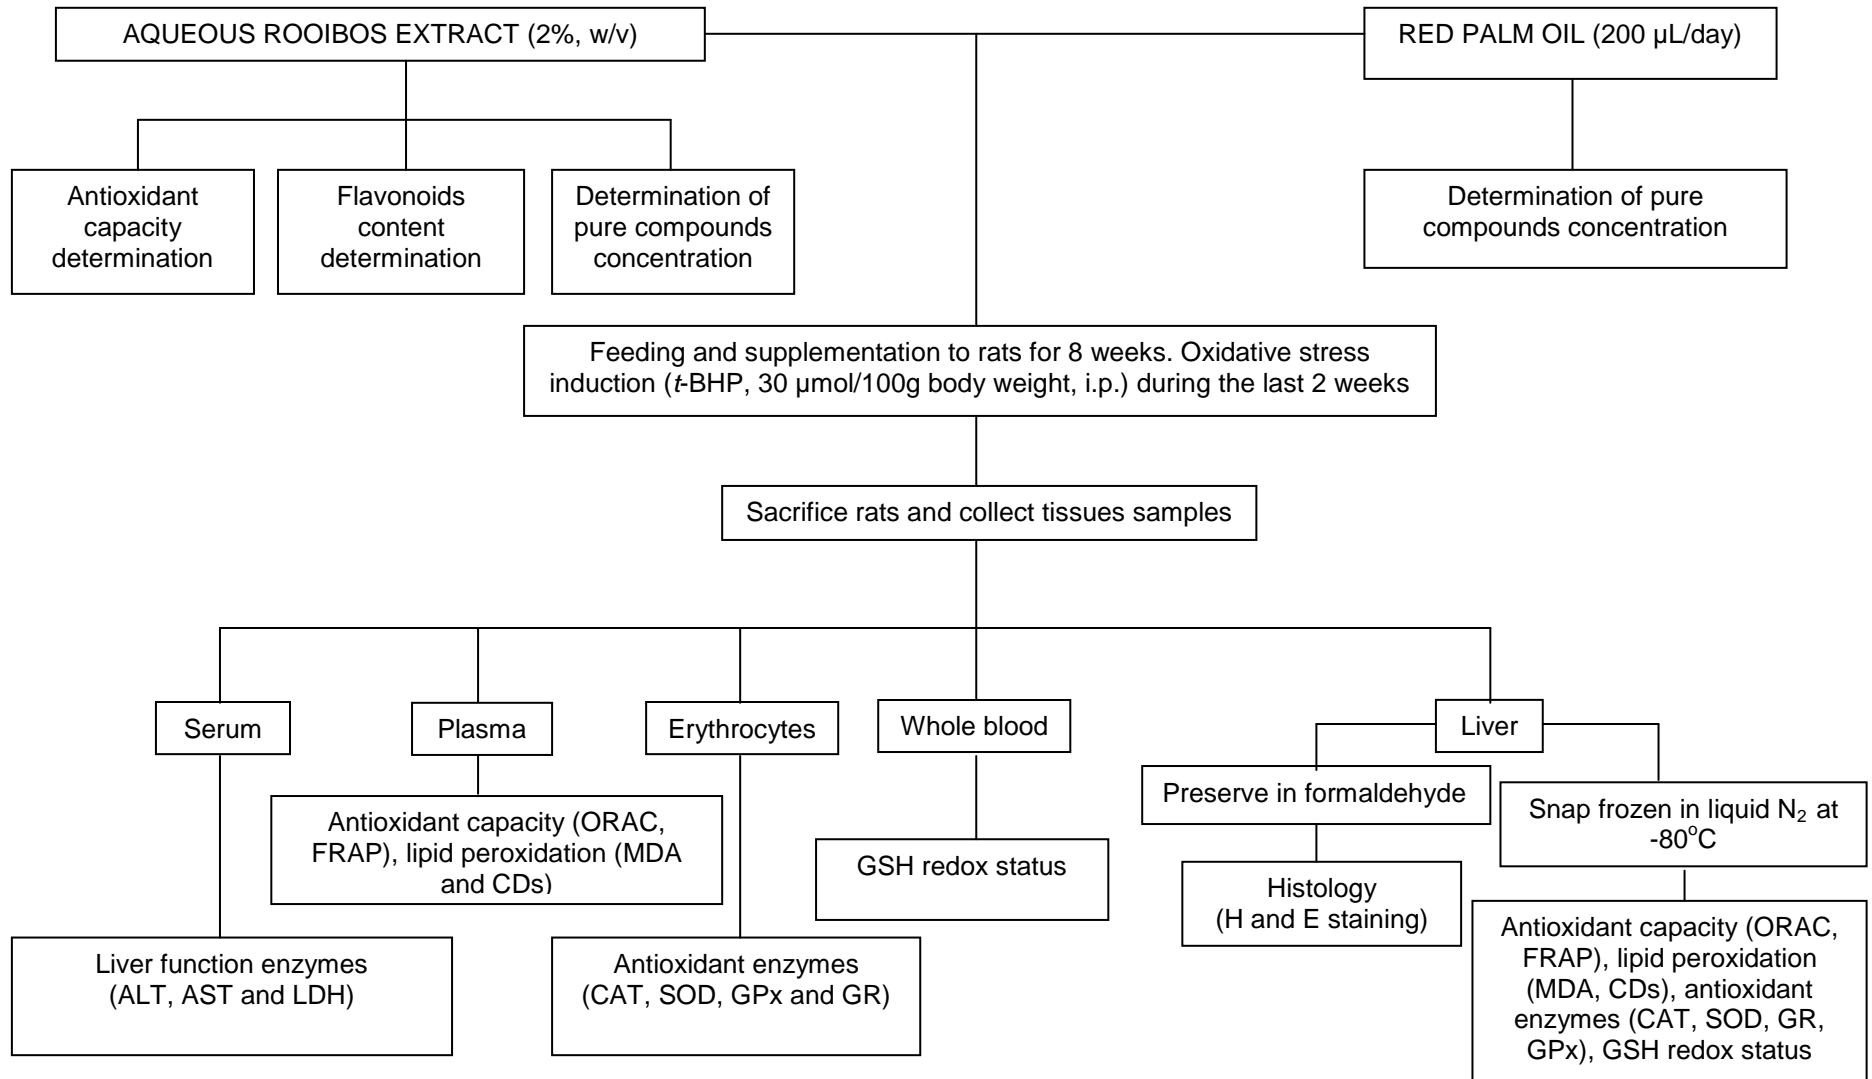 AQUEOUS ROOIBOS EXTRACT (2%, w/v)
RED PALM OIL (200 µL/day)
Antioxidant
capacity
determination
Flavonoids
content
determination
Determination of
pure compounds
concentration
Determination of pure
compounds concentration
Feeding and supplementation to rats for 8 weeks. Oxidative stress
induction (t-BHP, 30 µmol/100g body weight, i.p.) during the last 2 weeks
Sacrifice rats and collect tissues samples
Serum
Plasma
Erythrocytes
Whole blood
Liver
Antioxidant capacity (ORAC,
FRAP), lipid peroxidation (MDA
and CDs)
GSH redox status
Preserve in formaldehyde
Snap frozen in liquid N₂ at
-80°C
Histology
(H and E staining)
Liver function enzymes
(ALT, AST and LDH)
Antioxidant enzymes
(CAT, SOD, GPx and GR)
Antioxidant capacity (ORAC,
FRAP), lipid peroxidation
(MDA, CDs), antioxidant
enzymes (CAT, SOD, GR,
GPx), GSH redox status